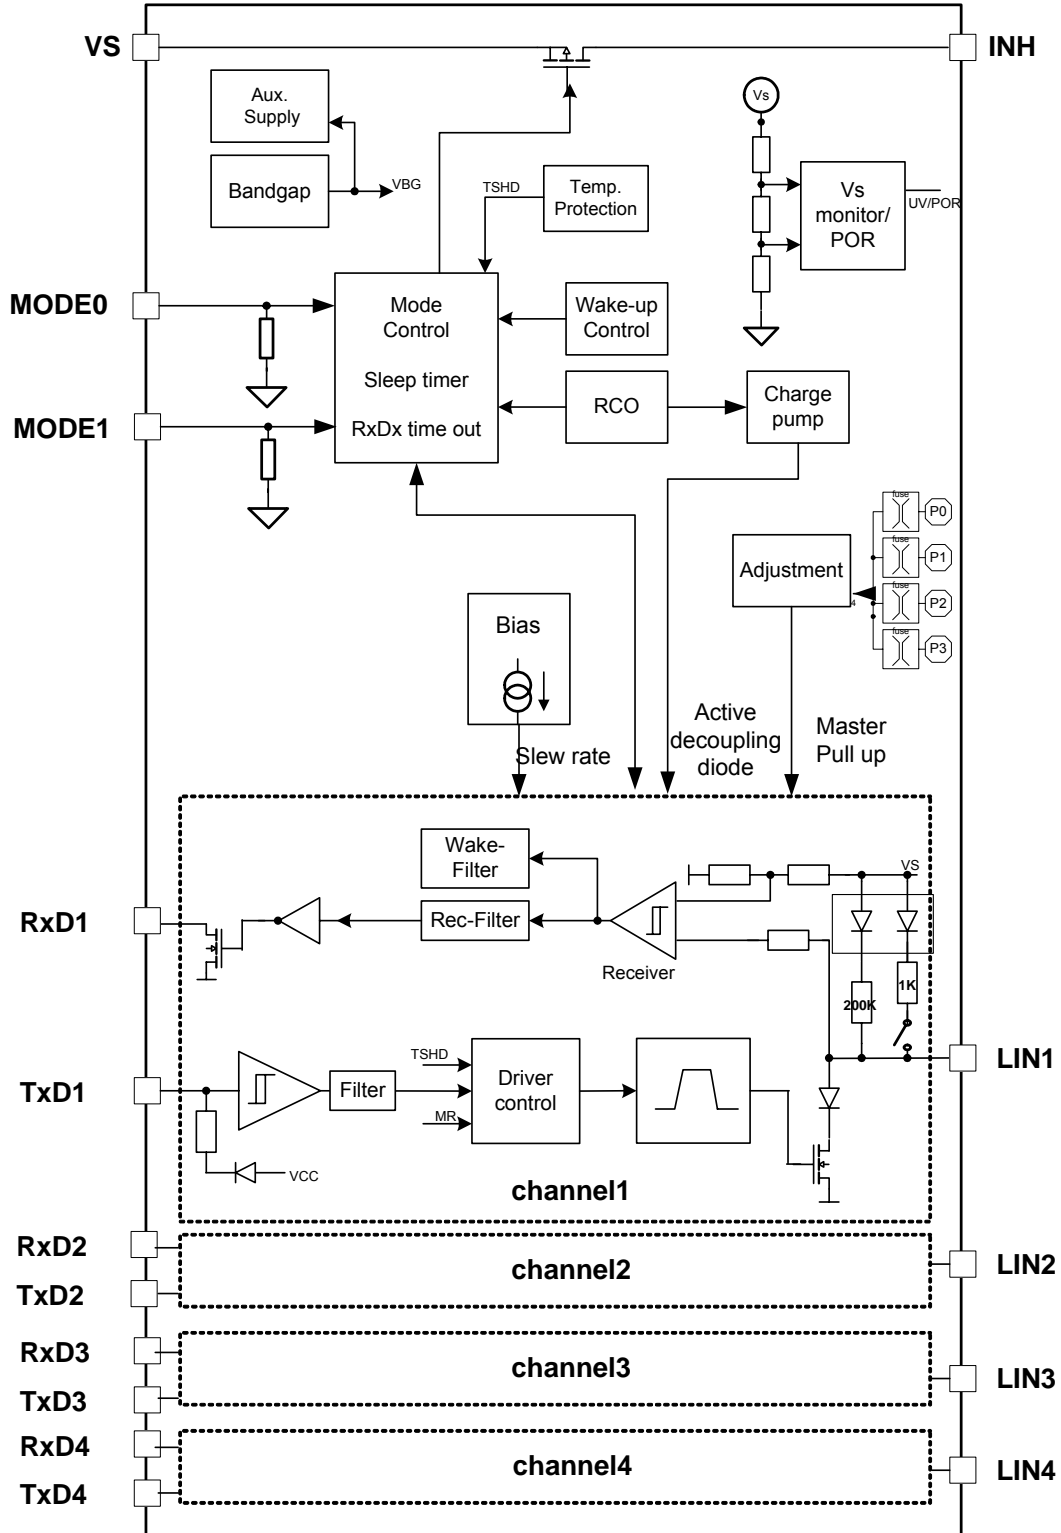 VS
INH
Aux.
Supply
Vs
Bandgap
VBG
TSHD
Temp.
Protection
Vs
monitor/
POR
UV/POR
MODE0
Mode
Control
Wake-up
Control
Sleep timer
RCO
Charge
pump
MODE1
RxDx time out
fuse
P0
fuse
P1
Adjustment
4
fuse
P2
fuse
P3
Bias
Slew rate
Active
decoupling
diode
Master
Pull up
Wake-
Filter
VS
RxD1
Rec-Filter
Receiver
1K
200K
LIN1
TxD1
Filter
TSHD
MR
Driver
control
VCC
channel1
RxD2
TxD2
channel2
LIN2
RxD3
TxD3
channel3
LIN3
RxD4
TxD4
channel4
LIN4